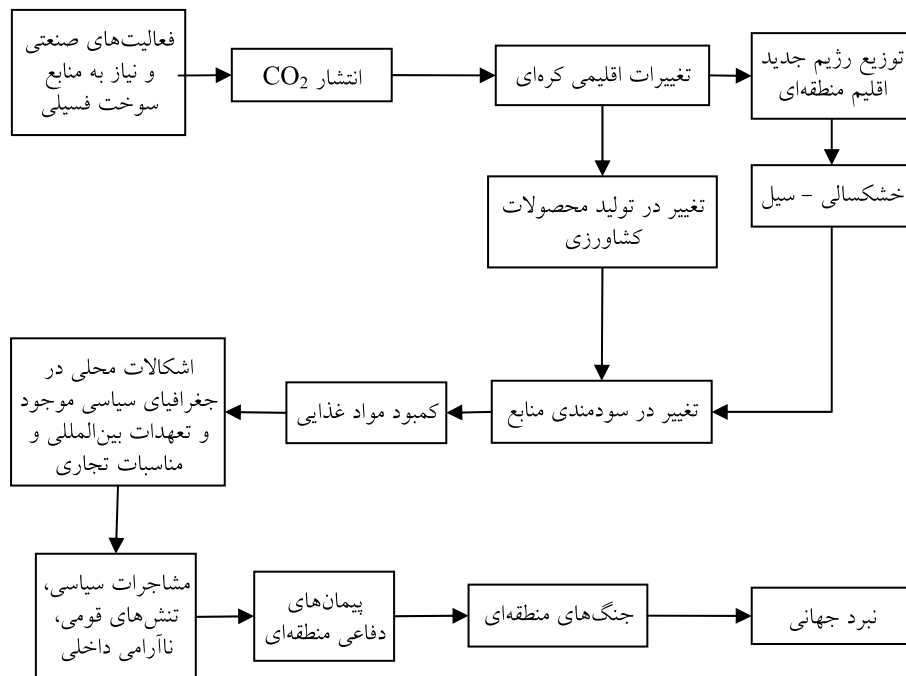 فعالیت‌های صنعتی
و نیاز به منابع
سوخت فسیلی
انتشار CO₂
تغییرات اقلیمی کره‌ای
توزیع رژیم جدید
اقلیم منطقه‌ای
خشکسالی – سیل
تغییر در تولید محصولات
کشاورزی
تغییر در سودمندی منابع
کمبود مواد غذایی
اشکالات محلی در
جغرافیای سیاسی موجود
و تعهدات بین‌المللی و
مناسبات تجاری
مشاجرات سیاسی،
تنش‌های قومی،
ناآرامی داخلی
پیمان‌های
دفاعی منطقه‌ای
جنگ‌های منطقه‌ای
نبرد جهانی